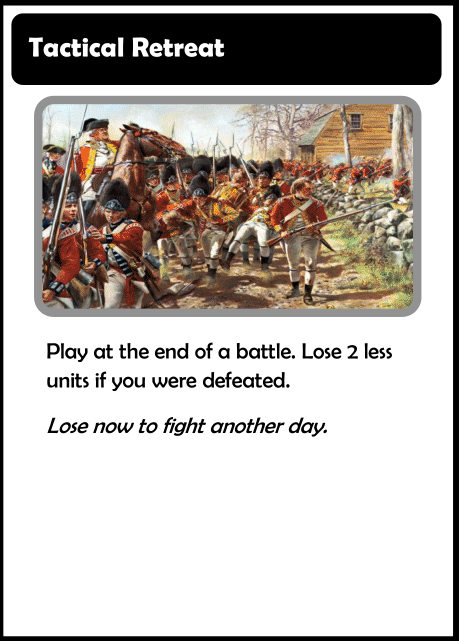 Tactical Retreat
Play at the end of a battle. Lose 2 less
units if you were defeated.
Lose now to fight another day.